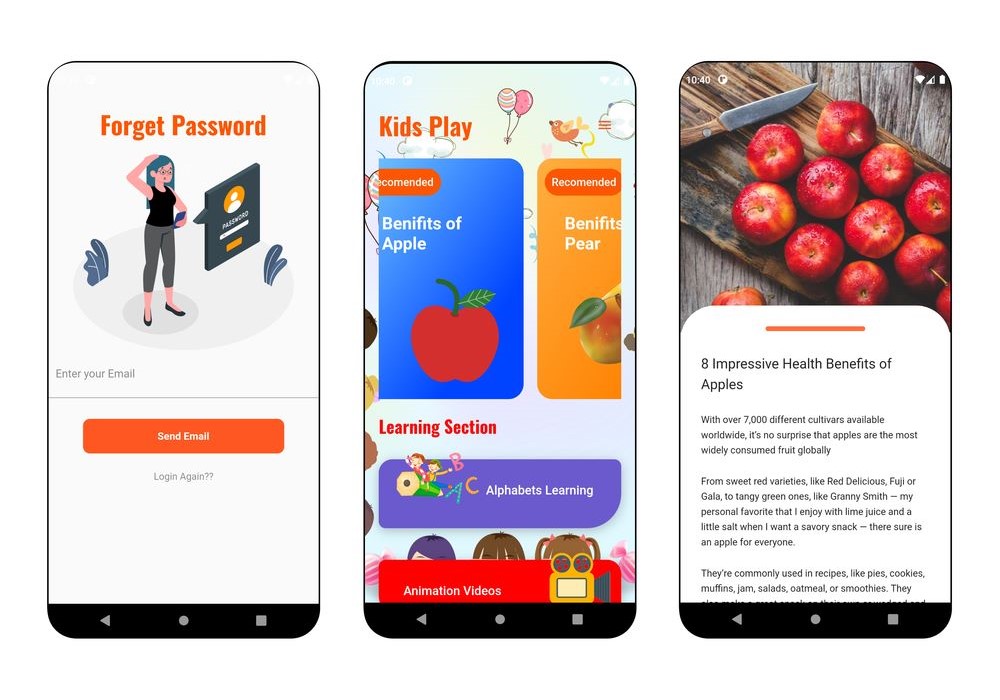 Forget Password
PASSWORD
Enter your Email
Send Email
Login Again??
10:40
Kids Play
ecomended
Recomended
Benifits of
Apple
Benifits
Pear
Learning Section
A B C
Alphabets Learning
Animation Videos
10:40
8 Impressive Health Benefits of
Apples
With over 7,000 different cultivars available
worldwide, it's no surprise that apples are the most
widely consumed fruit globally
From sweet red varieties, like Red Delicious, Fuji or
Gala, to tangy green ones, like Granny Smith — my
personal favorite that I enjoy with lime juice and a
little salt when I want a savory snack — there sure is
an apple for everyone.
They're commonly used in recipes, like pies, cookies,
muffins, jam, salads, oatmeal, or smoothies. They